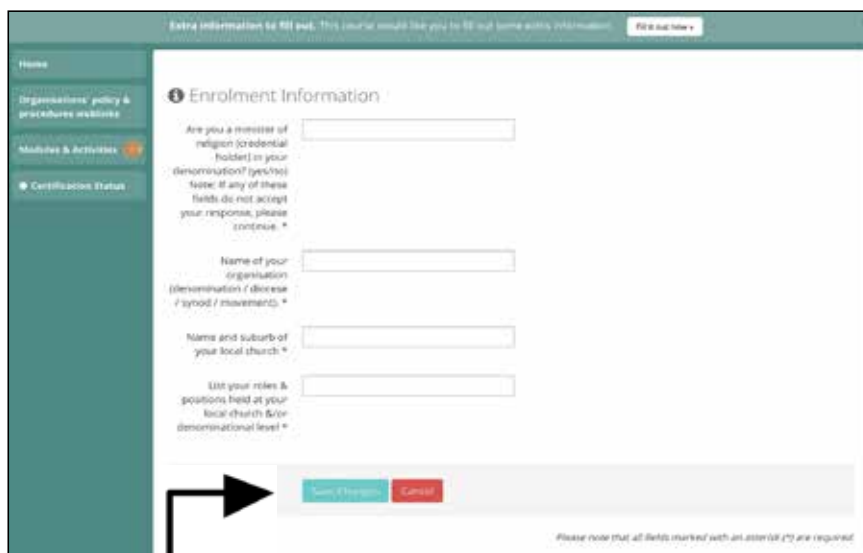 Extra information to fill out. This course would like you to fill out some extra information.
Fill it out now
Home
Organisations' policy &
procedures weblinks
Modules & Activities
Certification Status
Enrolment Information
Are you a minister of
religion (credential
holder) in your
denomination? (yes/no)
Note: If any of these
fields do not accept
your response, please
continue. *
Name of your
organisation
(denomination / diocese
/ synod / movement). *
Name and suburb of
your local church *
List your roles &
positions held at your
local church &/or
denominational level *
Save Changes
Cancel
Please note that all fields marked with an asterisk (*) are required